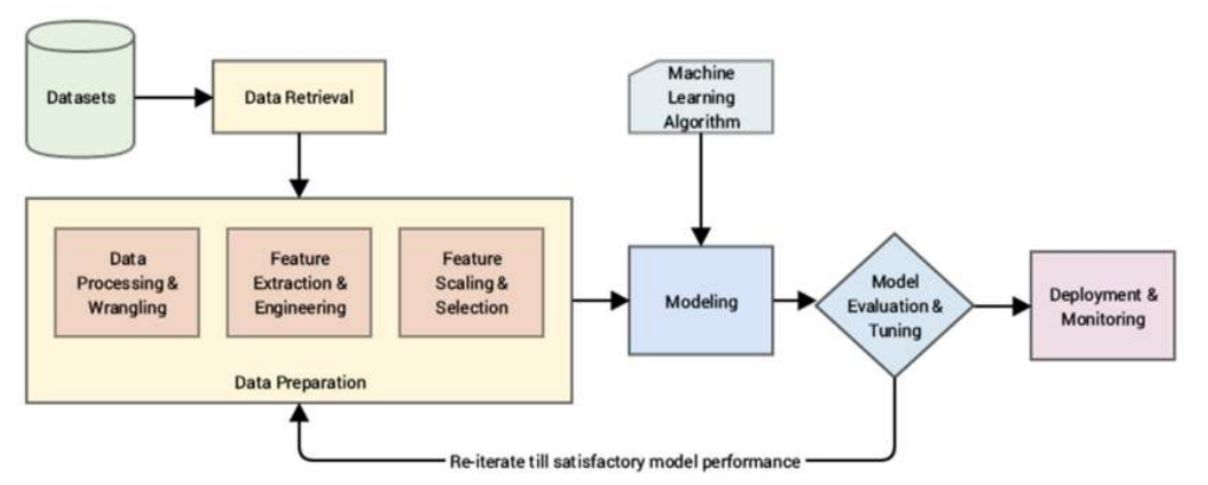 Datasets
Data Retrieval
Machine
Learning
Algorithm
Data
Processing &
Wrangling
Feature
Extraction &
Engineering
Feature
Scaling &
Selection
Data Preparation
Modeling
Model
Evaluation &
Tuning
Deployment &
Monitoring
Re-iterate till satisfactory model performance